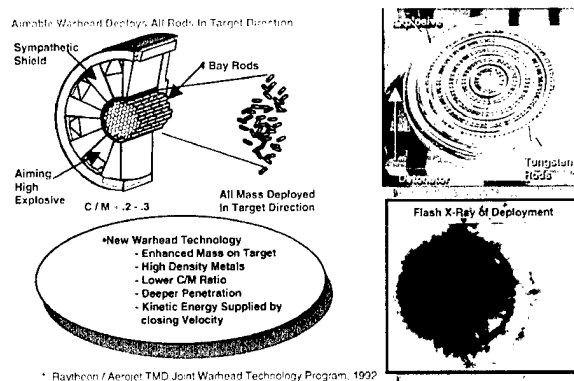 Aimable Warhead Deploys All Rods In Target Direction
Sympathetic
Shield
Bay Rods
Aiming
High
Explosive
C / M = .2 - .3
All Mass Deployed
In Target Direction
•New Warhead Technology
- Enhanced Mass on Target
- High Density Metals
- Lower C/M Ratio
- Deeper Penetration
- Kinetic Energy Supplied by
closing Velocity
* Raytheon / Aerojet TMD Joint Warhead Technology Program, 1992
Explosive
Tungsten
Rods
Detonator
Flash X-Ray of Deployment